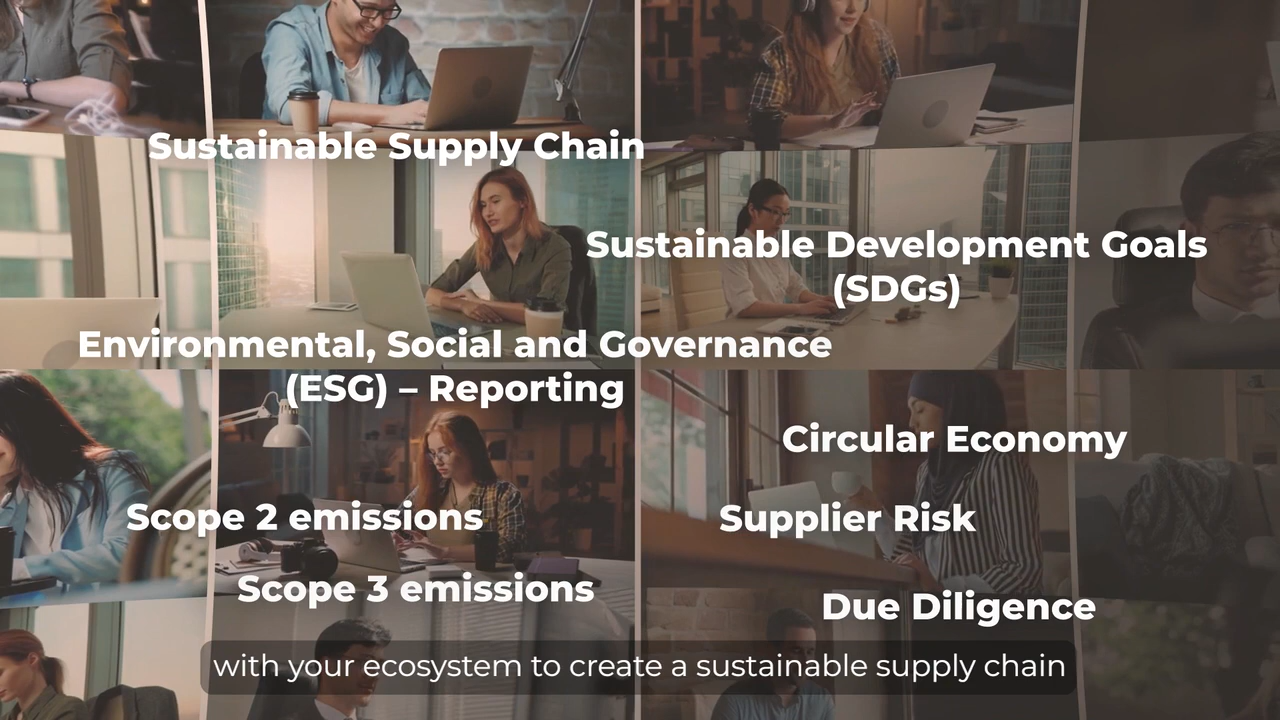 Sustainable Supply Chain
Sustainable Development Goals
(SDGs)
Environmental, Social and Governance
(ESG) – Reporting
Circular Economy
Scope 2 emissions
Supplier Risk
Scope 3 emissions
Due Diligence
with your ecosystem to create a sustainable supply chain